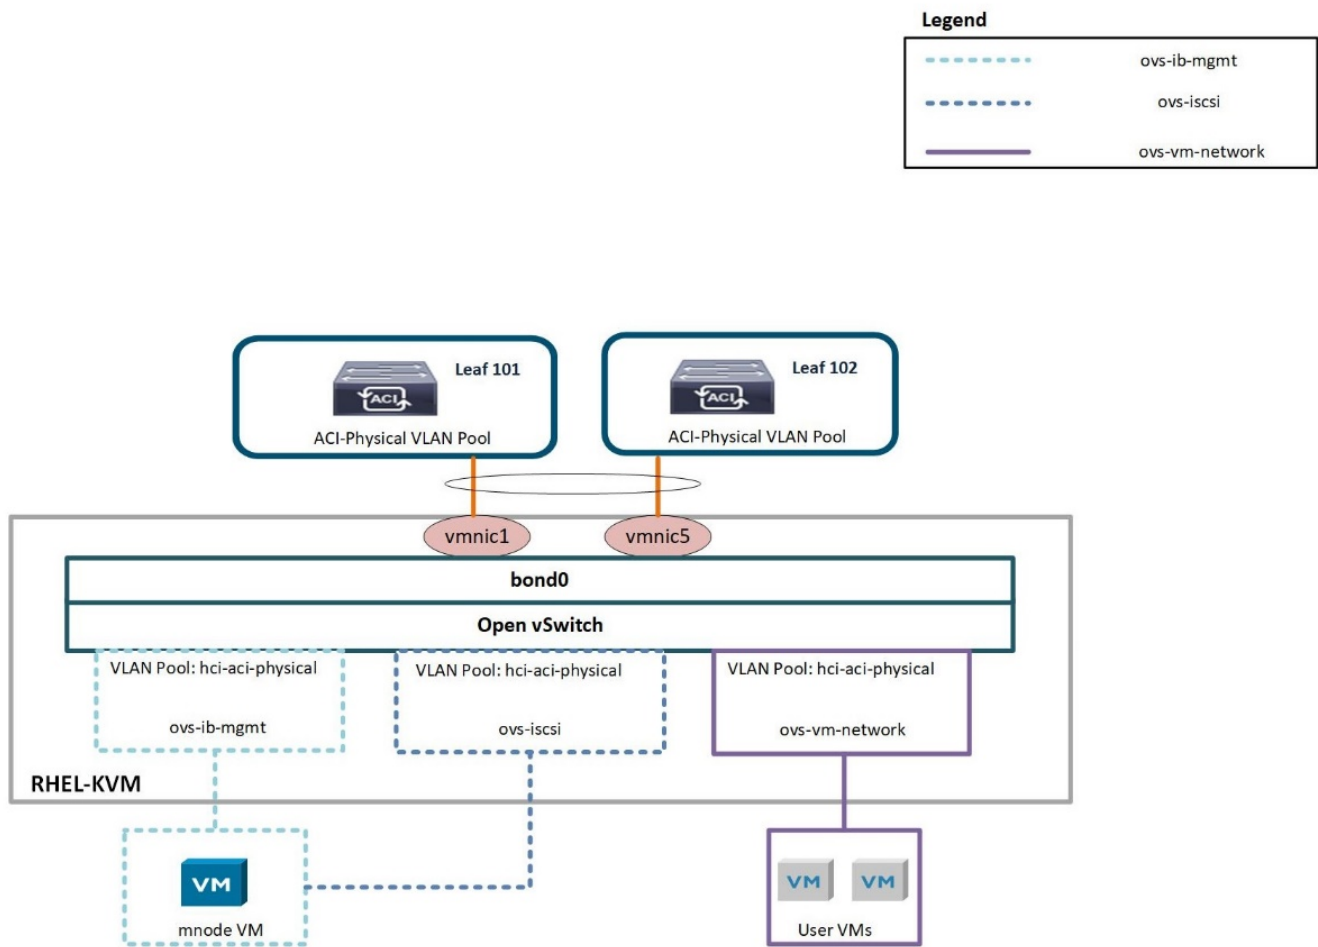 Legend
ovs-ib-mgmt
ovs-iscsi
ovs-vm-network
Leaf 101
ACI
ACI-Physical VLAN Pool
Leaf 102
ACI
ACI-Physical VLAN Pool
vmnic1
vmnic5
bond0
Open vSwitch
VLAN Pool: hci-aci-physical
ovs-ib-mgmt
VLAN Pool: hci-aci-physical
ovs-iscsi
VLAN Pool: hci-aci-physical
ovs-vm-network
RHEL-KVM
VM
mnode VM
VM
VM
User VMs